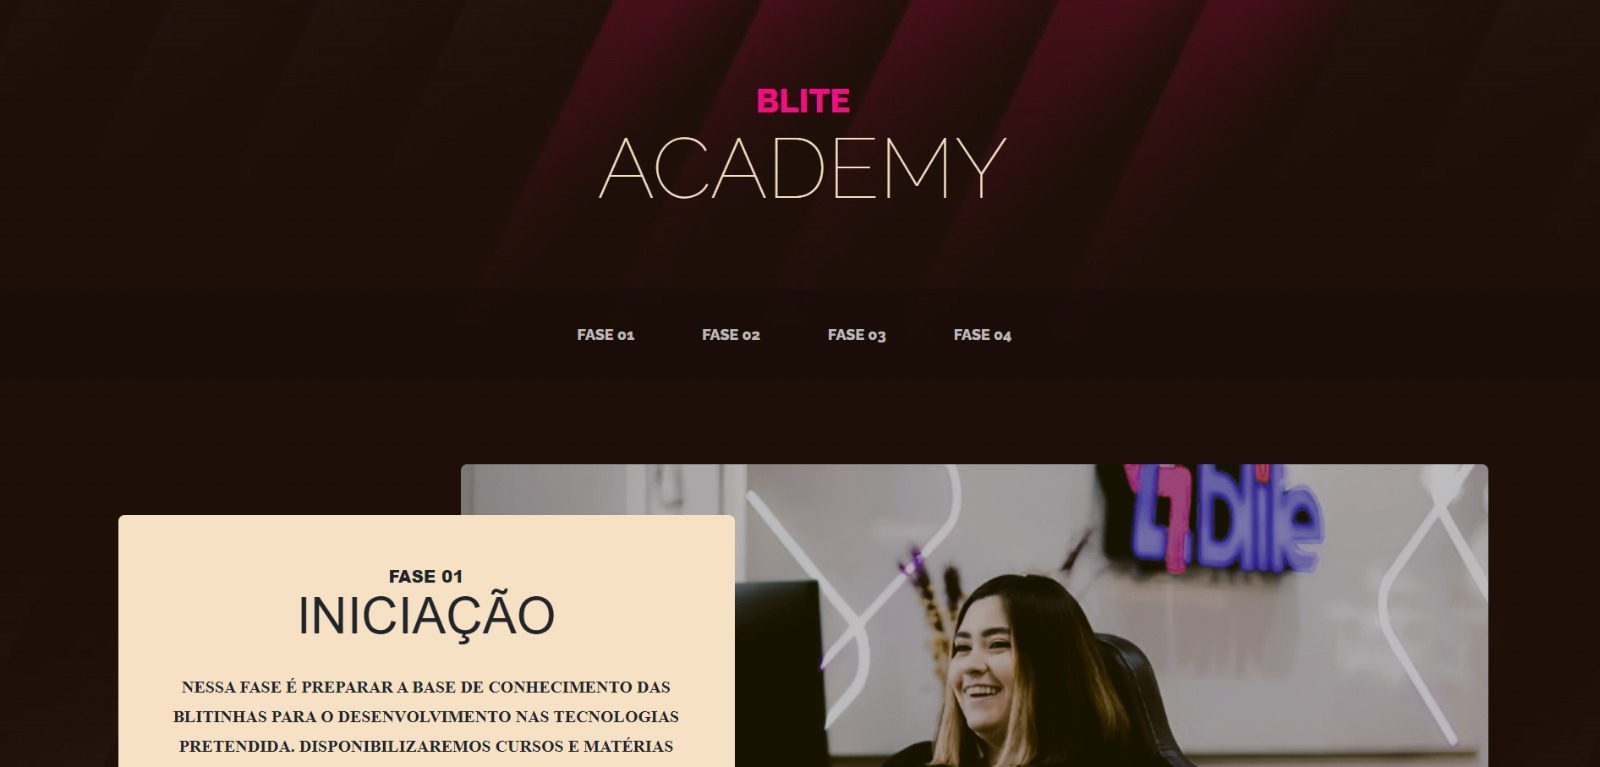 BLITE
ACADEMY
FASE 01 FASE 02 FASE 03 FASE 04
blite
FASE 01
INICIAÇÃO
NESSA FASE É PREPARAR A BASE DE CONHECIMENTO DAS
BLITINHAS PARA O DESENVOLVIMENTO NAS TECNOLOGIAS
PRETENDIDA. DISPONIBILIZAREMOS CURSOS E MATÉRIAS